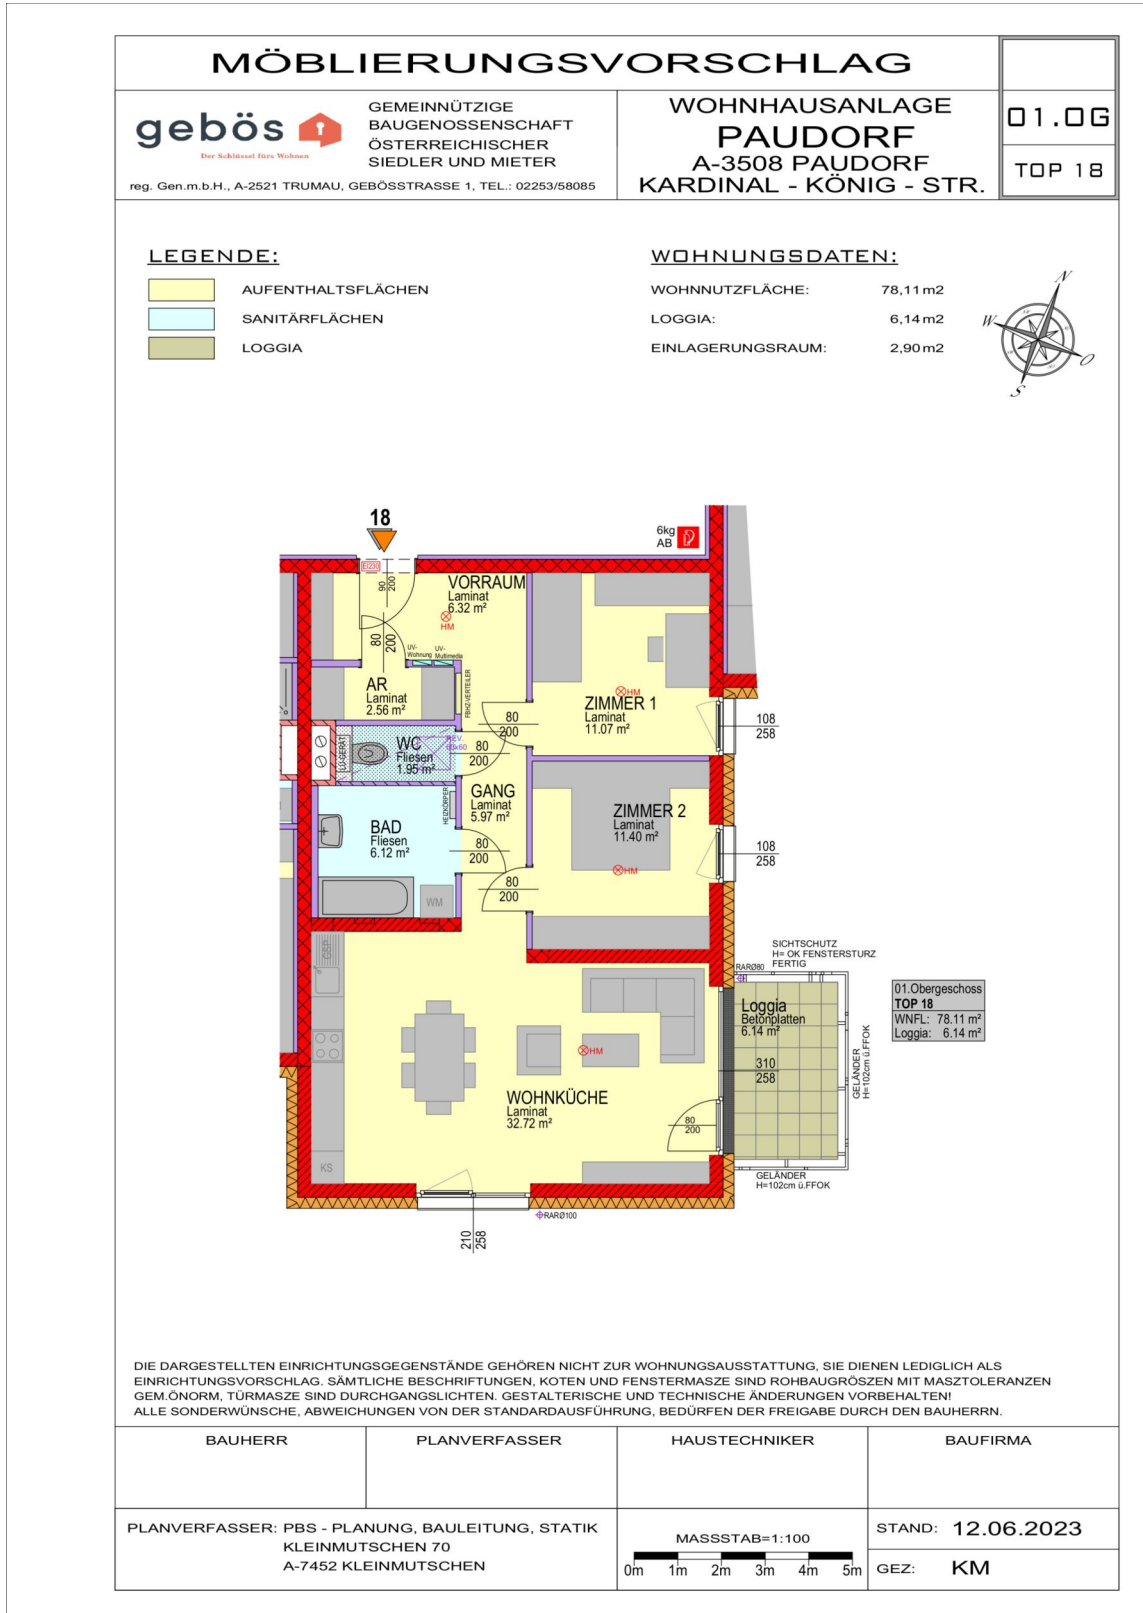 MÖBLIERUNGSVORSCHLAG
gebös
Der Schlüssel fürs Wohnen
GEMEINNÜTZIGE
BAUGENOSSENSCHAFT
ÖSTERREICHISCHER
SIEDLER UND MIETER
reg. Gen.m.b.H., A-2521 TRUMAU, GEBÖSSTRASSE 1, TEL.: 02253/58085
WOHNHAUSANLAGE
PAUDORF
A-3508 PAUDORF
KARDINAL - KÖNIG - STR.
01.OG
TOP 18
LEGENDE:
AUFENTHALTSFLÄCHEN
SANITÄRFLÄCHEN
LOGGIA
WOHNUNGSDATEN:
WOHNNUTZFLÄCHE: 78,11m2
LOGGIA: 6,14m2
EINLAGERUNGSRAUM: 2,90m2
N
W
O
S
18
6kg
AB
EI230
90
200
VORRAUM
Laminat
6.32 m²
HM
80
200
UV-
Wohnung
UV-
Multimedia
AR
Laminat
2.56 m²
FBHZ-VERTEILER
ZIMMER 1
Laminat
11.07 m²
HM
80
200
108
258
WC
Fliesen
1.95 m²
LÜ-GERÄT
REV.
60x60
80
200
GANG
Laminat
5.97 m²
HEIZKÖRPER
BAD
Fliesen
6.12 m²
80
200
WM
ZIMMER 2
Laminat
11.40 m²
HM
80
200
108
258
GSP
KS
WOHNKÜCHE
Laminat
32.72 m²
HM
SICHTSCHUTZ
H= OK FENSTERSTURZ
FERTIG
RARØ80
Loggia
Betonplatten
6.14 m²
310
258
80
200
GELÄNDER
H=102cm ü.FFOK
GELÄNDER
H=102cm ü.FFOK
01.Obergeschoss
TOP 18
WNFL: 78.11 m²
Loggia: 6.14 m²
RARØ100
210
258
DIE DARGESTELLTEN EINRICHTUNGSGEGENSTÄNDE GEHÖREN NICHT ZUR WOHNUNGSAUSSTATTUNG, SIE DIENEN LEDIGLICH ALS
EINRICHTUNGSVORSCHLAG. SÄMTLICHE BESCHRIFTUNGEN, KOTEN UND FENSTERMASZE SIND ROHBAUGRÖSZEN MIT MASZTOLERANZEN
GEM.ÖNORM, TÜRMASZE SIND DURCHGANGSLICHTEN. GESTALTERISCHE UND TECHNISCHE ÄNDERUNGEN VORBEHALTEN!
ALLE SONDERWÜNSCHE, ABWEICHUNGEN VON DER STANDARDAUSFÜHRUNG, BEDÜRFEN DER FREIGABE DURCH DEN BAUHERRN.
BAUHERR
PLANVERFASSER
HAUSTECHNIKER
BAUFIRMA
PLANVERFASSER: PBS - PLANUNG, BAULEITUNG, STATIK
KLEINMUTSCHEN 70
A-7452 KLEINMUTSCHEN
MASSSTAB=1:100
0m 1m 2m 3m 4m 5m
STAND: 12.06.2023
GEZ: KM